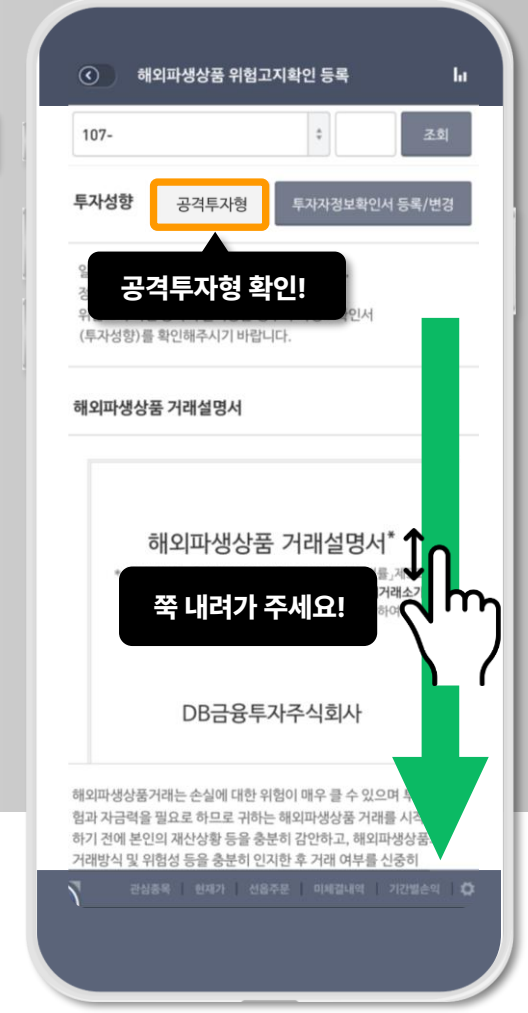 해외파생상품 위험고지확인 등록
107-
조회
투자성향
공격투자형
투자자정보확인서 등록/변경
공격투자형 확인!
(투자성향)를 확인해주시기 바랍니다.
해외파생상품 거래설명서
해외파생상품 거래설명서*
쭉 내려가 주세요!
DB금융투자주식회사
해외파생상품거래는 손실에 대한 위험이 매우 클 수 있으며
험과 자금력을 필요로 하므로 귀하는 해외파생상품 거래를 시작
하기 전에 본인의 재산상황 등을 충분히 감안하고, 해외파생상품
거래방식 및 위험성 등을 충분히 인지한 후 거래 여부를 신중히
관심종목 | 현재가 | 선옵주문 | 미체결내역 | 기간별손익